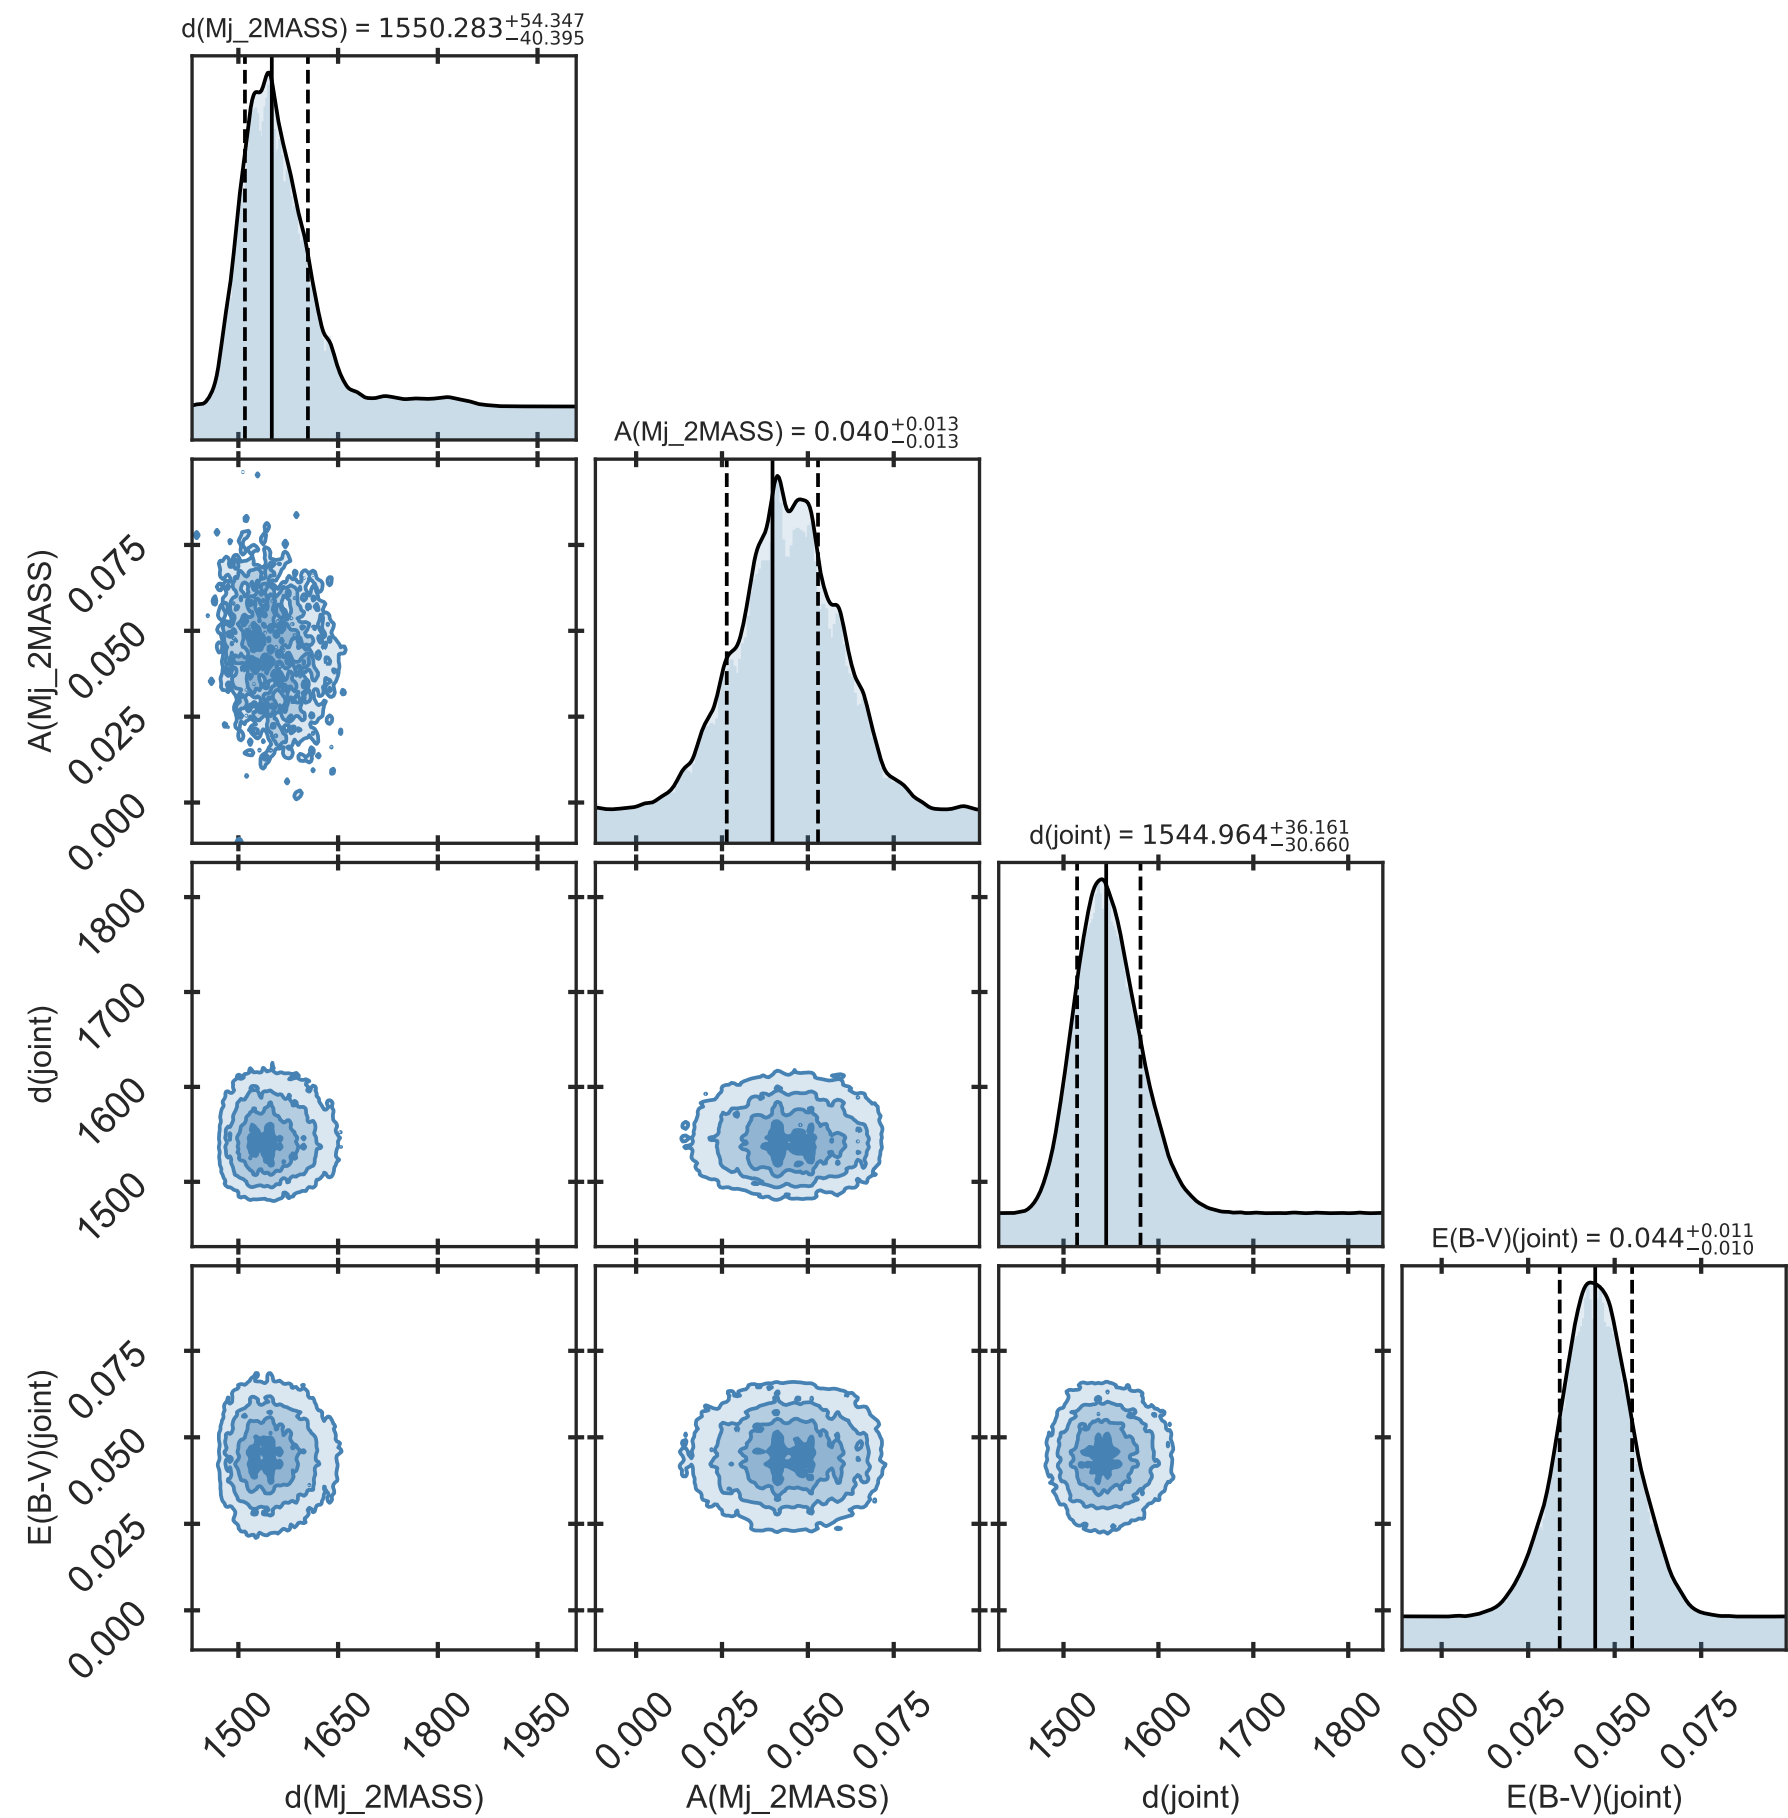 d(Mj_2MASS) = 1550.283 +54.347 −40.395
A(Mj_2MASS) = 0.040 +0.013 −0.013
0.075
0.050
0.025
0.000
A(Mj_2MASS)
d(joint) = 1544.964 +36.161 −30.660
1800
1700
1600
1500
d(joint)
E(B-V)(joint) = 0.044 +0.011 −0.010
0.075
0.050
0.025
0.000
E(B-V)(joint)
1500 1650 1800 1950 0.000 0.025 0.050 0.075 1500 1600 1700 1800 0.000 0.025 0.050 0.075
d(Mj_2MASS) A(Mj_2MASS) d(joint) E(B-V)(joint)